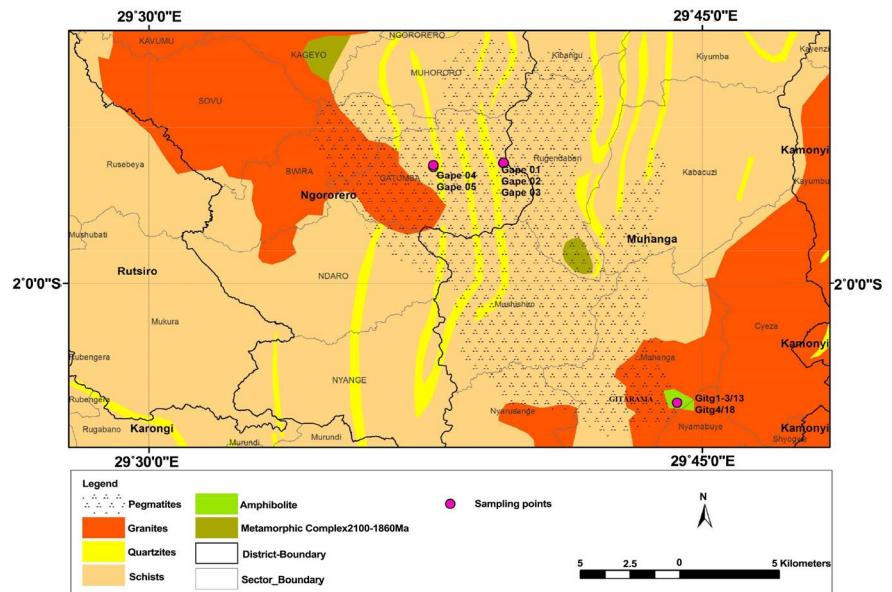 29°30'0"E
29°45'0"E
KAVUMU
NGORORERO
KAGEYO
Kibangu
Kiyumba
Kayenzi
MUHORORO
SOVU
Kamonyi
Rusebeya
Rugendabari
BWIRA
GATUMBA
Gape 04
Gape 05
Gape 01
Gape 02
Gape 03
Kabacuzi
Kayumbu
Ngororero
Mushubati
Muhanga
Rutsiro
NDARO
2°0'0"S
2°0'0"S
Mushishiro
Mukura
Cyeza
Kamonyi
Rubengera
Muhanga
NYANGE
Rubengera
GITARAMA
Gitg1-3/13
Gitg4/18
Nyarusange
Rugabano
Karongi
Murundi
Murundi
Nyamabuye
Kamonyi
Shyogwe
29°30'0"E
29°45'0"E
Legend
Pegmatites
Granites
Quartzites
Schists
Amphibolite
Metamorphic Complex2100-1860Ma
District-Boundary
Sector_Boundary
Sampling points
N
5 2.5 0 5 Kilometers